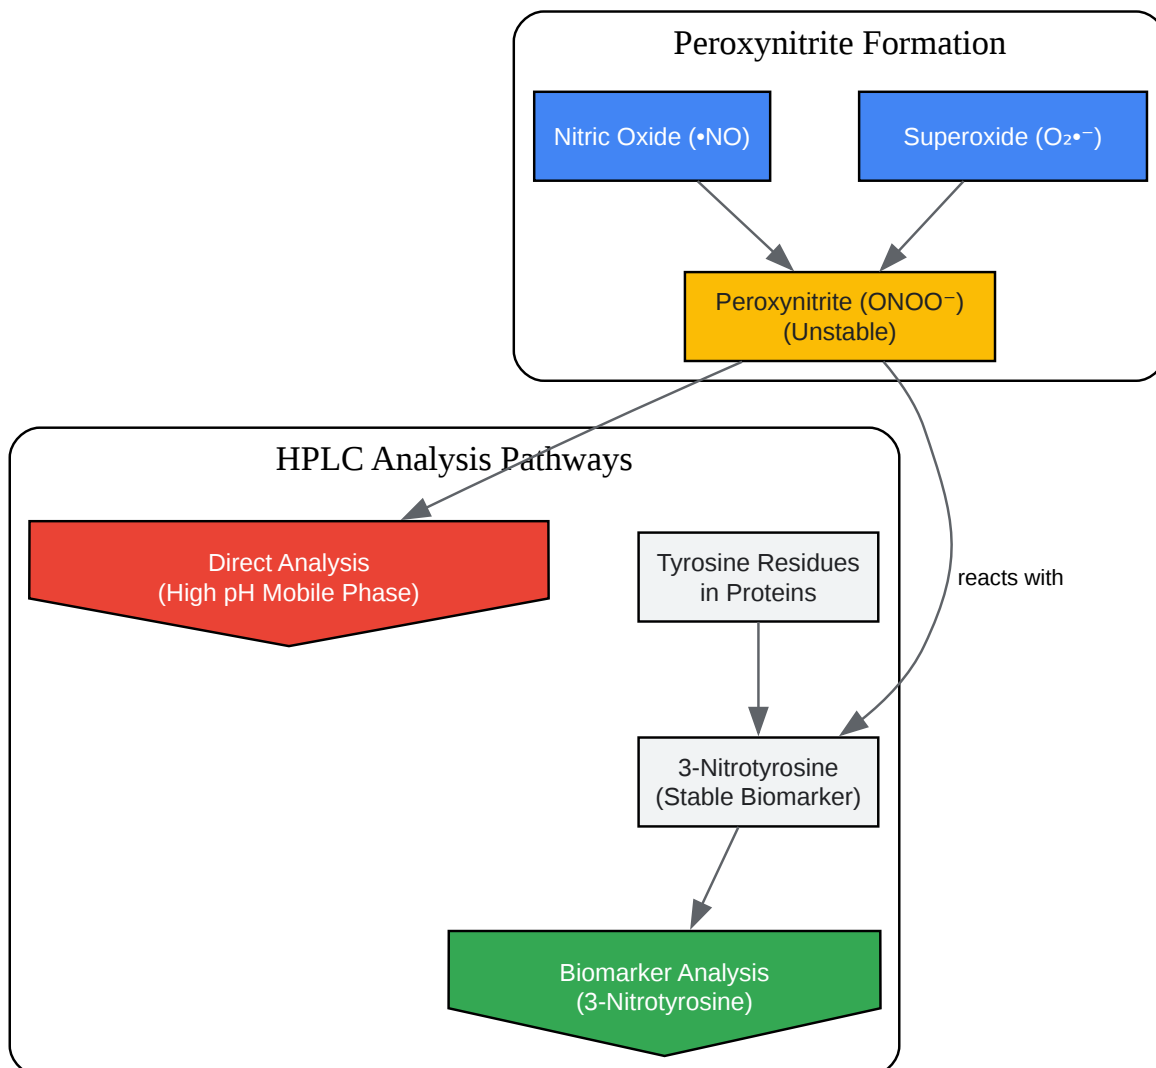 Peroxynitrite Formation
Nitric Oxide (•NO)
Superoxide (O₂•⁻)
Peroxynitrite (ONOO⁻)
(Unstable)
HPLC Analysis Pathways
Direct Analysis
(High pH Mobile Phase)
Tyrosine Residues
in Proteins
reacts with
3-Nitrotyrosine
(Stable Biomarker)
Biomarker Analysis
(3-Nitrotyrosine)